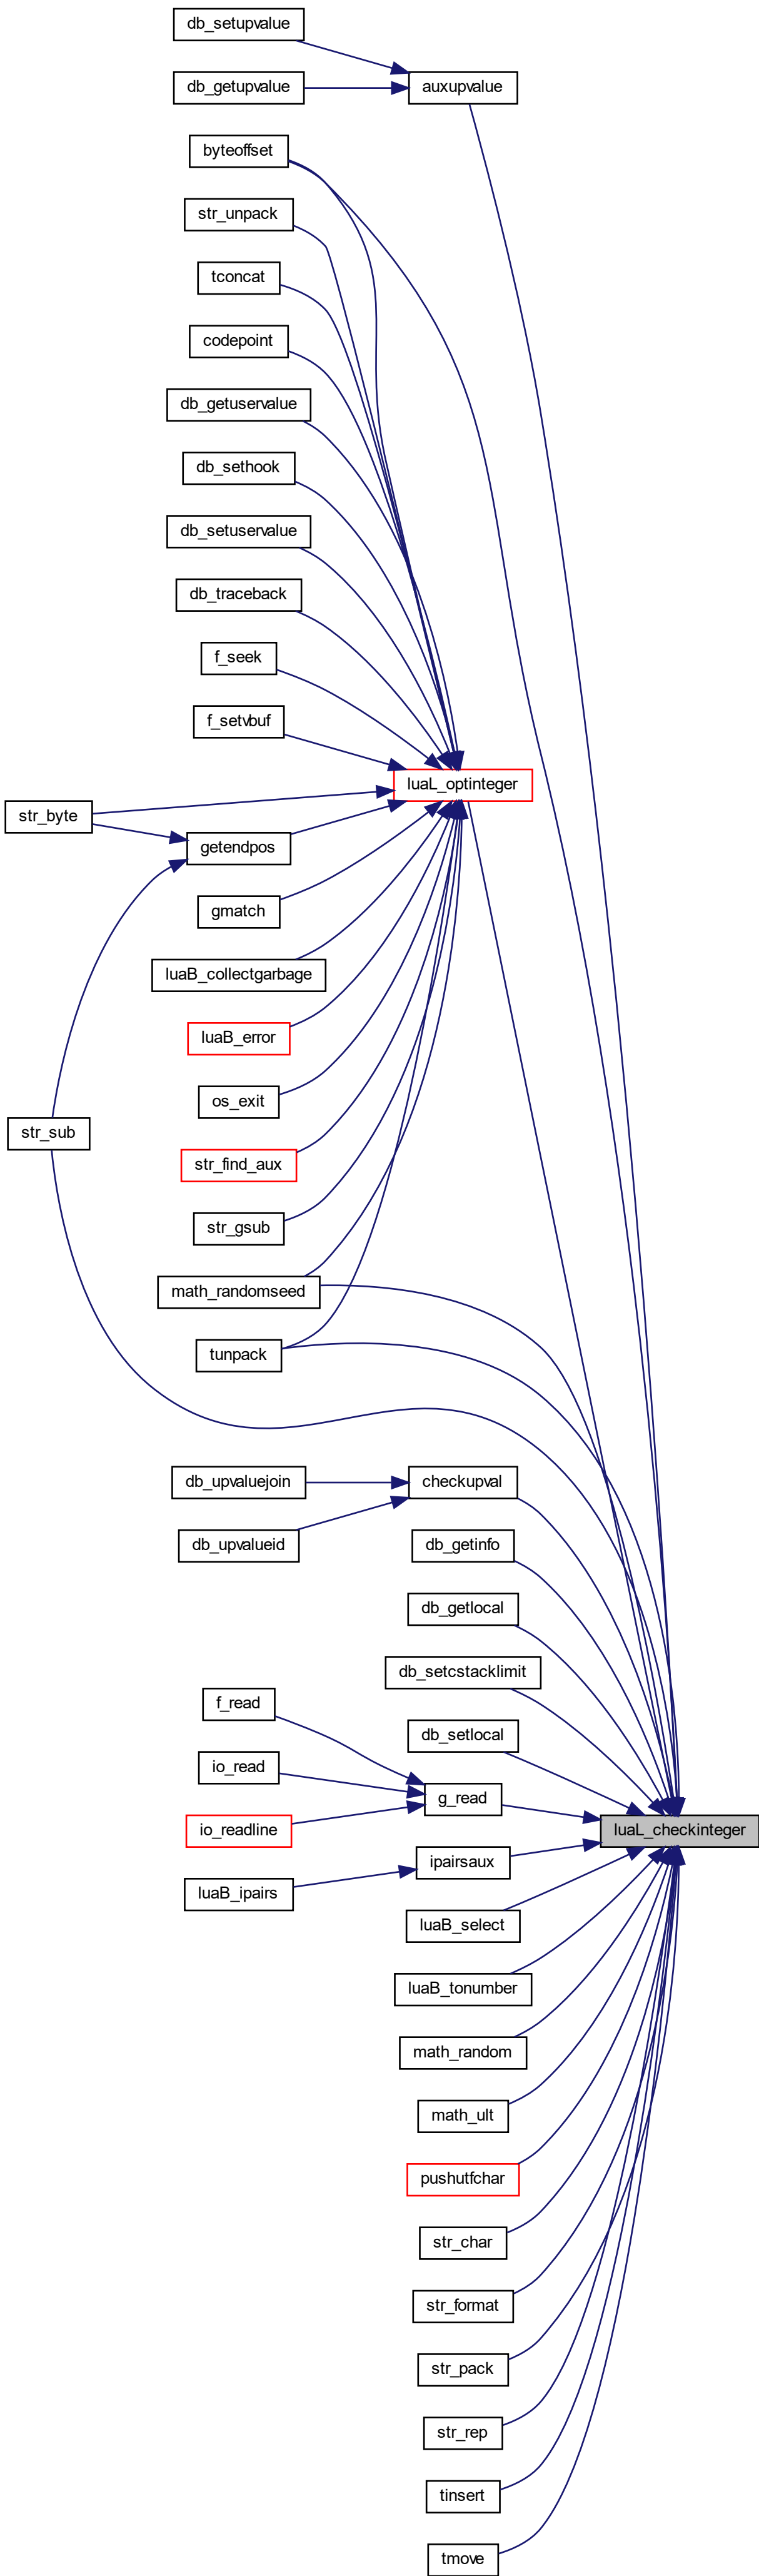 db_setupvalue
db_getupvalue
auxupvalue
byteoffset
str_unpack
tconcat
codepoint
db_getuservalue
db_sethook
db_setuservalue
db_traceback
f_seek
f_setvbuf
luaL_optinteger
str_byte
getendpos
gmatch
luaB_collectgarbage
luaB_error
os_exit
str_sub
str_find_aux
str_gsub
math_randomseed
tunpack
db_upvaluejoin
checkupval
db_upvalueid
db_getinfo
db_getlocal
db_setcstacklimit
f_read
db_setlocal
io_read
g_read
io_readline
luaL_checkinteger
ipairsaux
luaB_ipairs
luaB_select
luaB_tonumber
math_random
math_ult
pushutfchar
str_char
str_format
str_pack
str_rep
tinsert
tmove